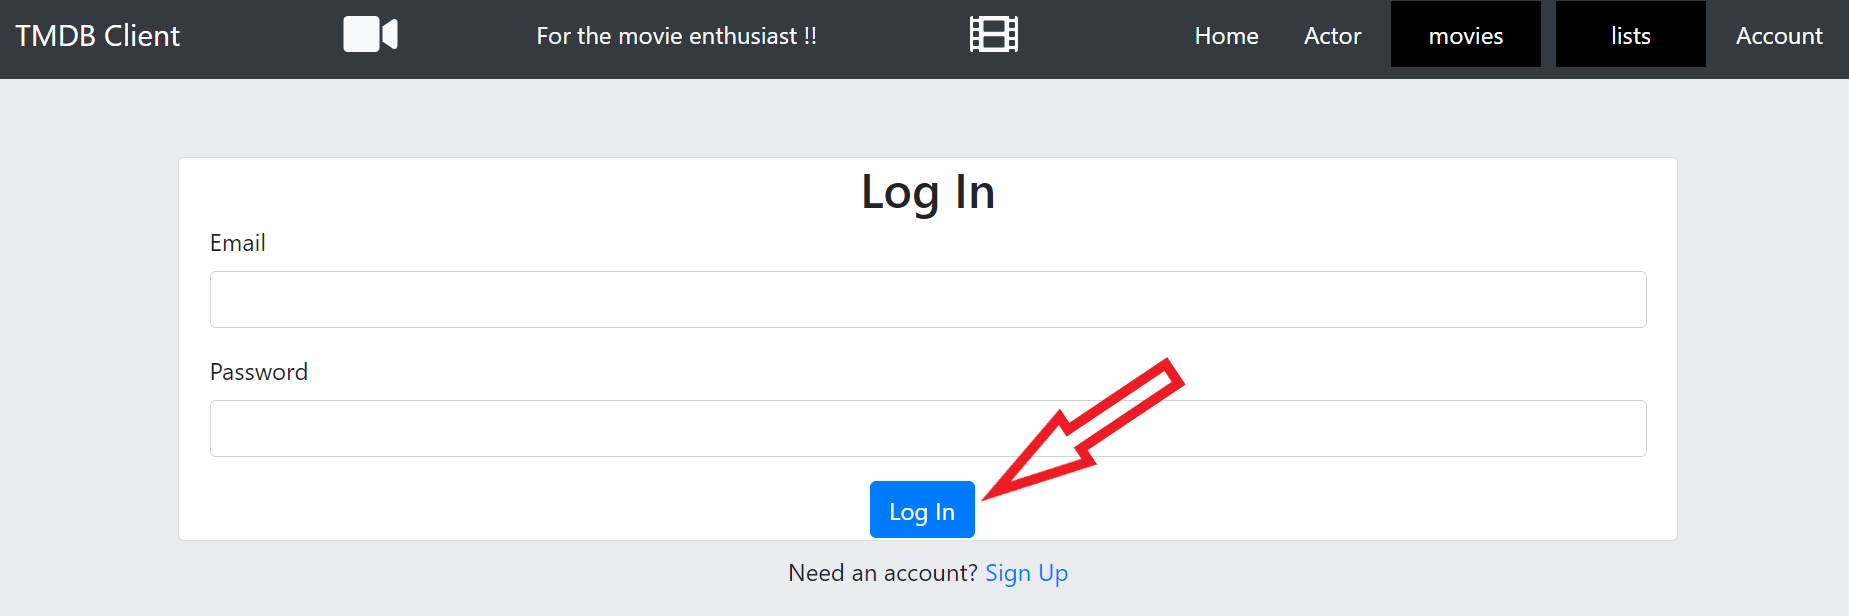 TMDB Client For the movie enthusiast !! Home Actor movies lists Account
Log In
Email
Password
Log In
Need an account? Sign Up